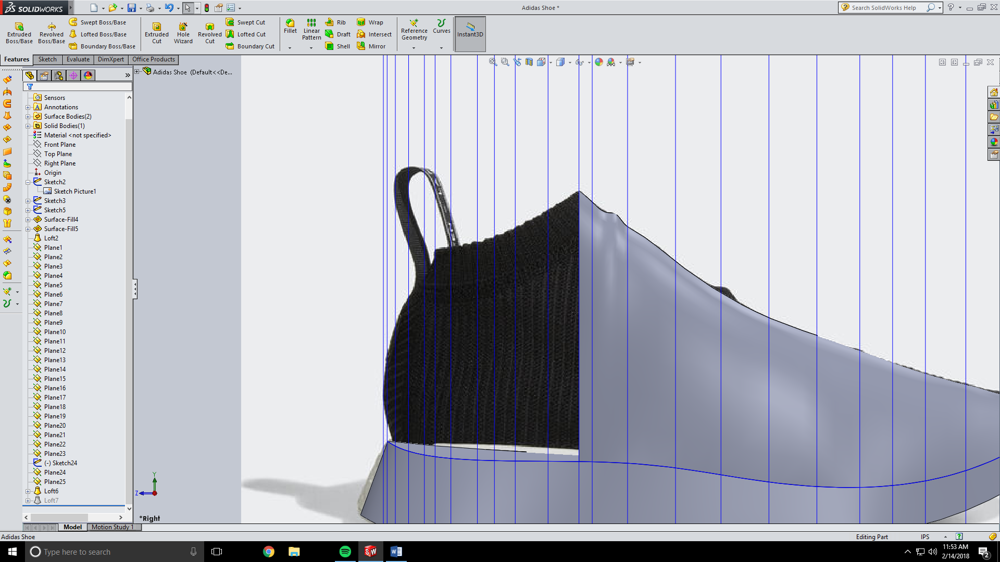 SOLIDWORKS
Adidas Shoe *
Search SolidWorks Help
Extruded Boss/Base
Revolved Boss/Base
Swept Boss/Base
Lofted Boss/Base
Boundary Boss/Base
Extruded Cut
Hole Wizard
Revolved Cut
Swept Cut
Lofted Cut
Boundary Cut
Fillet
Linear Pattern
Rib
Draft
Shell
Wrap
Intersect
Mirror
Reference Geometry
Curves
Instant3D
Features
Sketch
Evaluate
DimXpert
Office Products
Adidas Shoe (Default<<De...
Sensors
Annotations
Surface Bodies(2)
Solid Bodies(1)
Material <not specified>
Front Plane
Top Plane
Right Plane
Origin
Sketch2
Sketch Picture1
Sketch3
Sketch5
Surface-Fill4
Surface-Fill5
Loft2
Plane1
Plane2
Plane3
Plane4
Plane5
Plane6
Plane7
Plane8
Plane9
Plane10
Plane11
Plane12
Plane13
Plane14
Plane15
Plane16
Plane17
Plane18
Plane19
Plane20
Plane21
Plane22
Plane23
(-) Sketch24
Plane24
Plane25
Loft6
Loft7
Y
Z
*Right
Model
Motion Study 1
Adidas Shoe
Editing Part
IPS
Type here to search
11:53 AM
2/14/2018
2